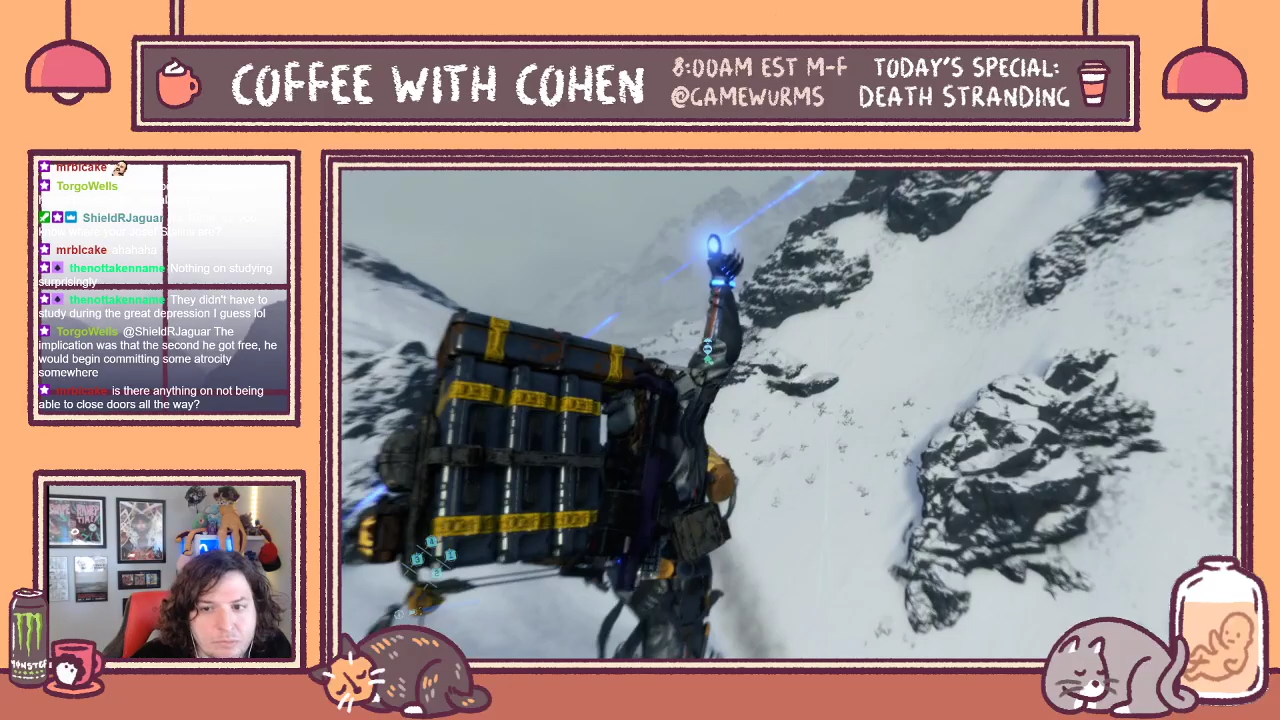 COFFEE WITH COHEN
8:00AM EST M-F
@GAMEWURMS
TODAY'S SPECIAL:
DEATH STRANDING
mrblcake
TorgoWells
ShieldRJaguar
mrblcake ahahaha
thenottakenname Nothing on studying
surprisingly
thenottakenname They didn't have to
study during the great depression I guess lol
TorgoWells @ShieldRJaguar The
implication was that the second he got free, he
would begin committing some atrocity
somewhere
mrblcake is there anything on not being
able to close doors all the way?
MONSTER